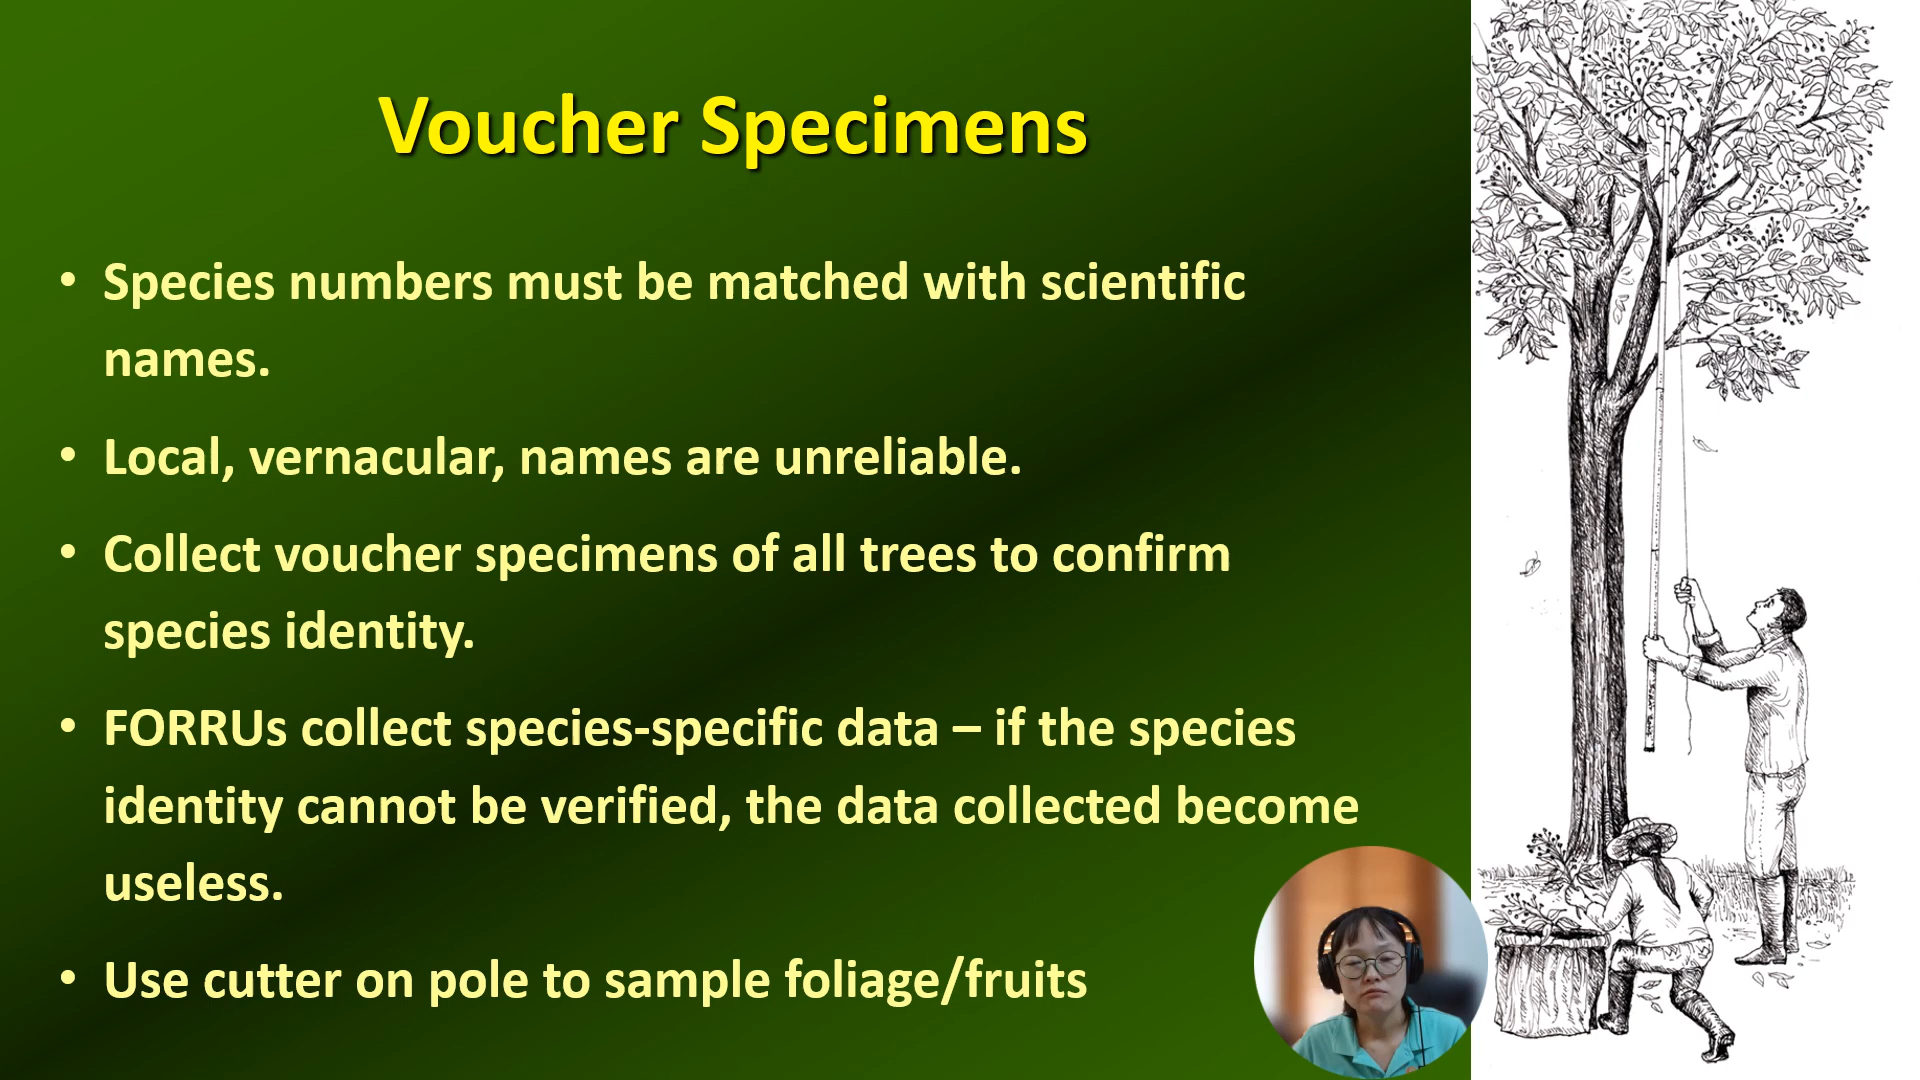 Voucher Specimens
• Species numbers must be matched with scientific
names.
• Local, vernacular, names are unreliable.
• Collect voucher specimens of all trees to confirm
species identity.
• FORRUs collect species-specific data – if the species
identity cannot be verified, the data collected become
useless.
• Use cutter on pole to sample foliage/fruits